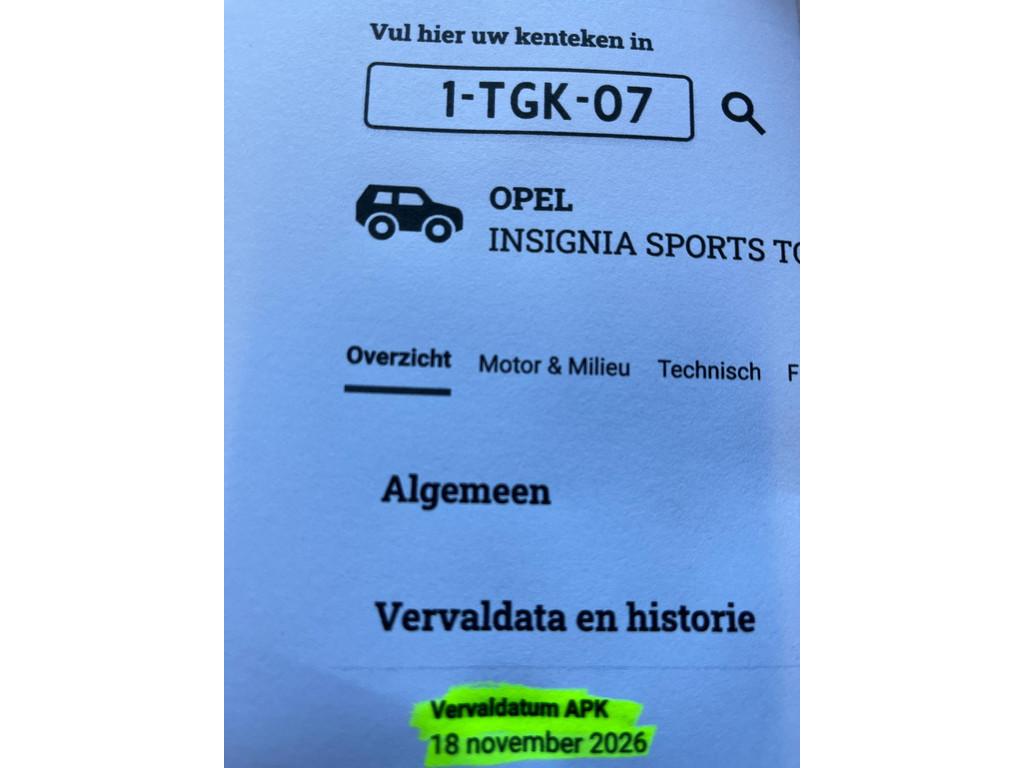 Vul hier uw kenteken in
1-TGK-07
OPEL
INSIGNIA SPORTS
Overzicht Motor & Milieu Technisch
Algemeen
Vervaldata en historie
Vervaldatum APK
18 november 2026